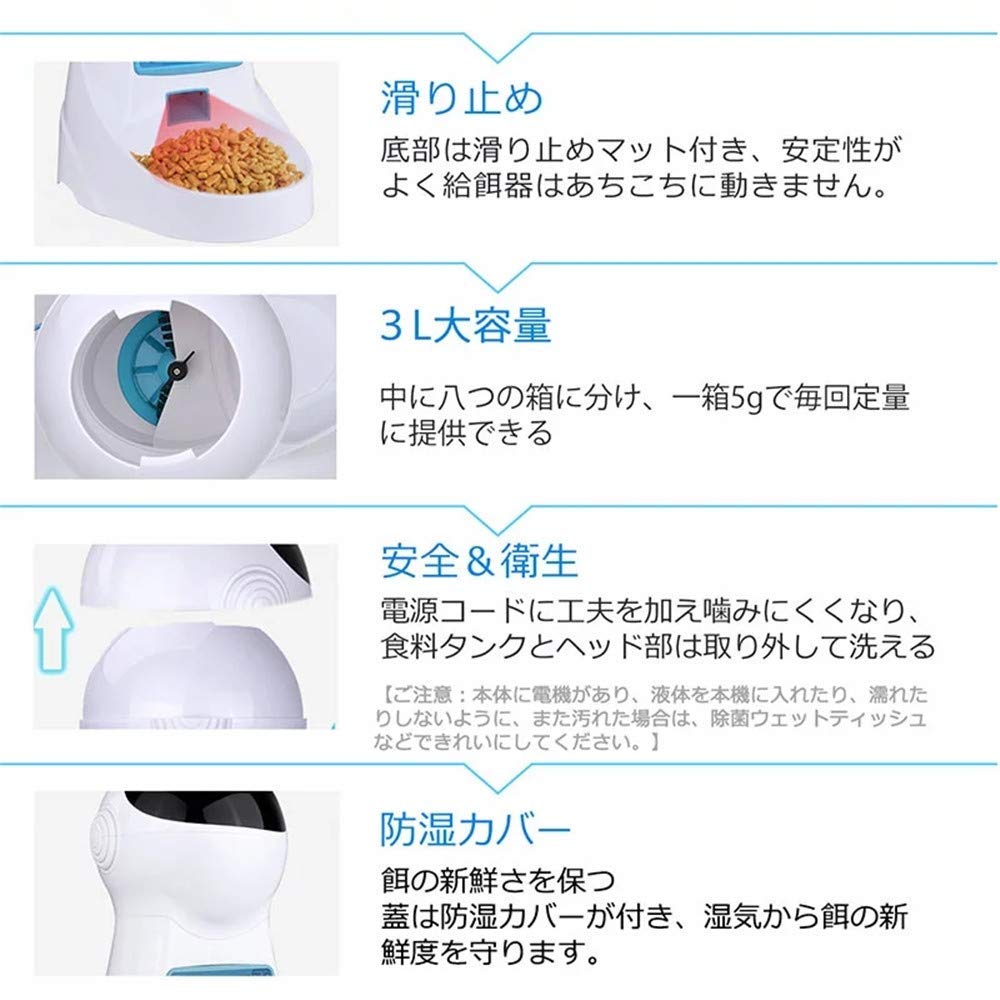 滑り止め
底部は滑り止めマット付き、安定性が
よく給餌器はあちこちに動きません。
３L大容量
中に八つの箱に分け、一箱5gで毎回定量
に提供できる
安全＆衛生
電源コードに工夫を加え噛みにくくなり、
食料タンクとヘッド部は取り外して洗える
【ご注意：本体に電機があり、液体を本機に入れたり、濡れた
りしないように、また汚れた場合は、除菌ウェットティッシュ
などできれいにしてください。】
防湿カバー
餌の新鮮さを保つ
蓋は防湿カバーが付き、湿気から餌の新
鮮度を守ります。